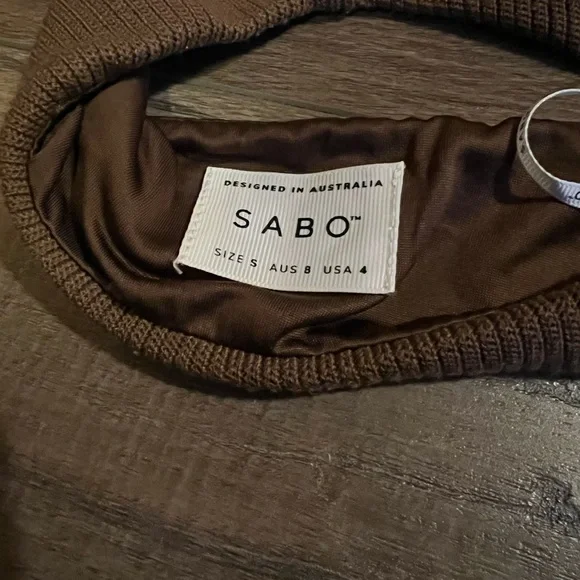 DESIGNED IN AUSTRALIA
SABO™
SIZE S AUS 8 USA 4